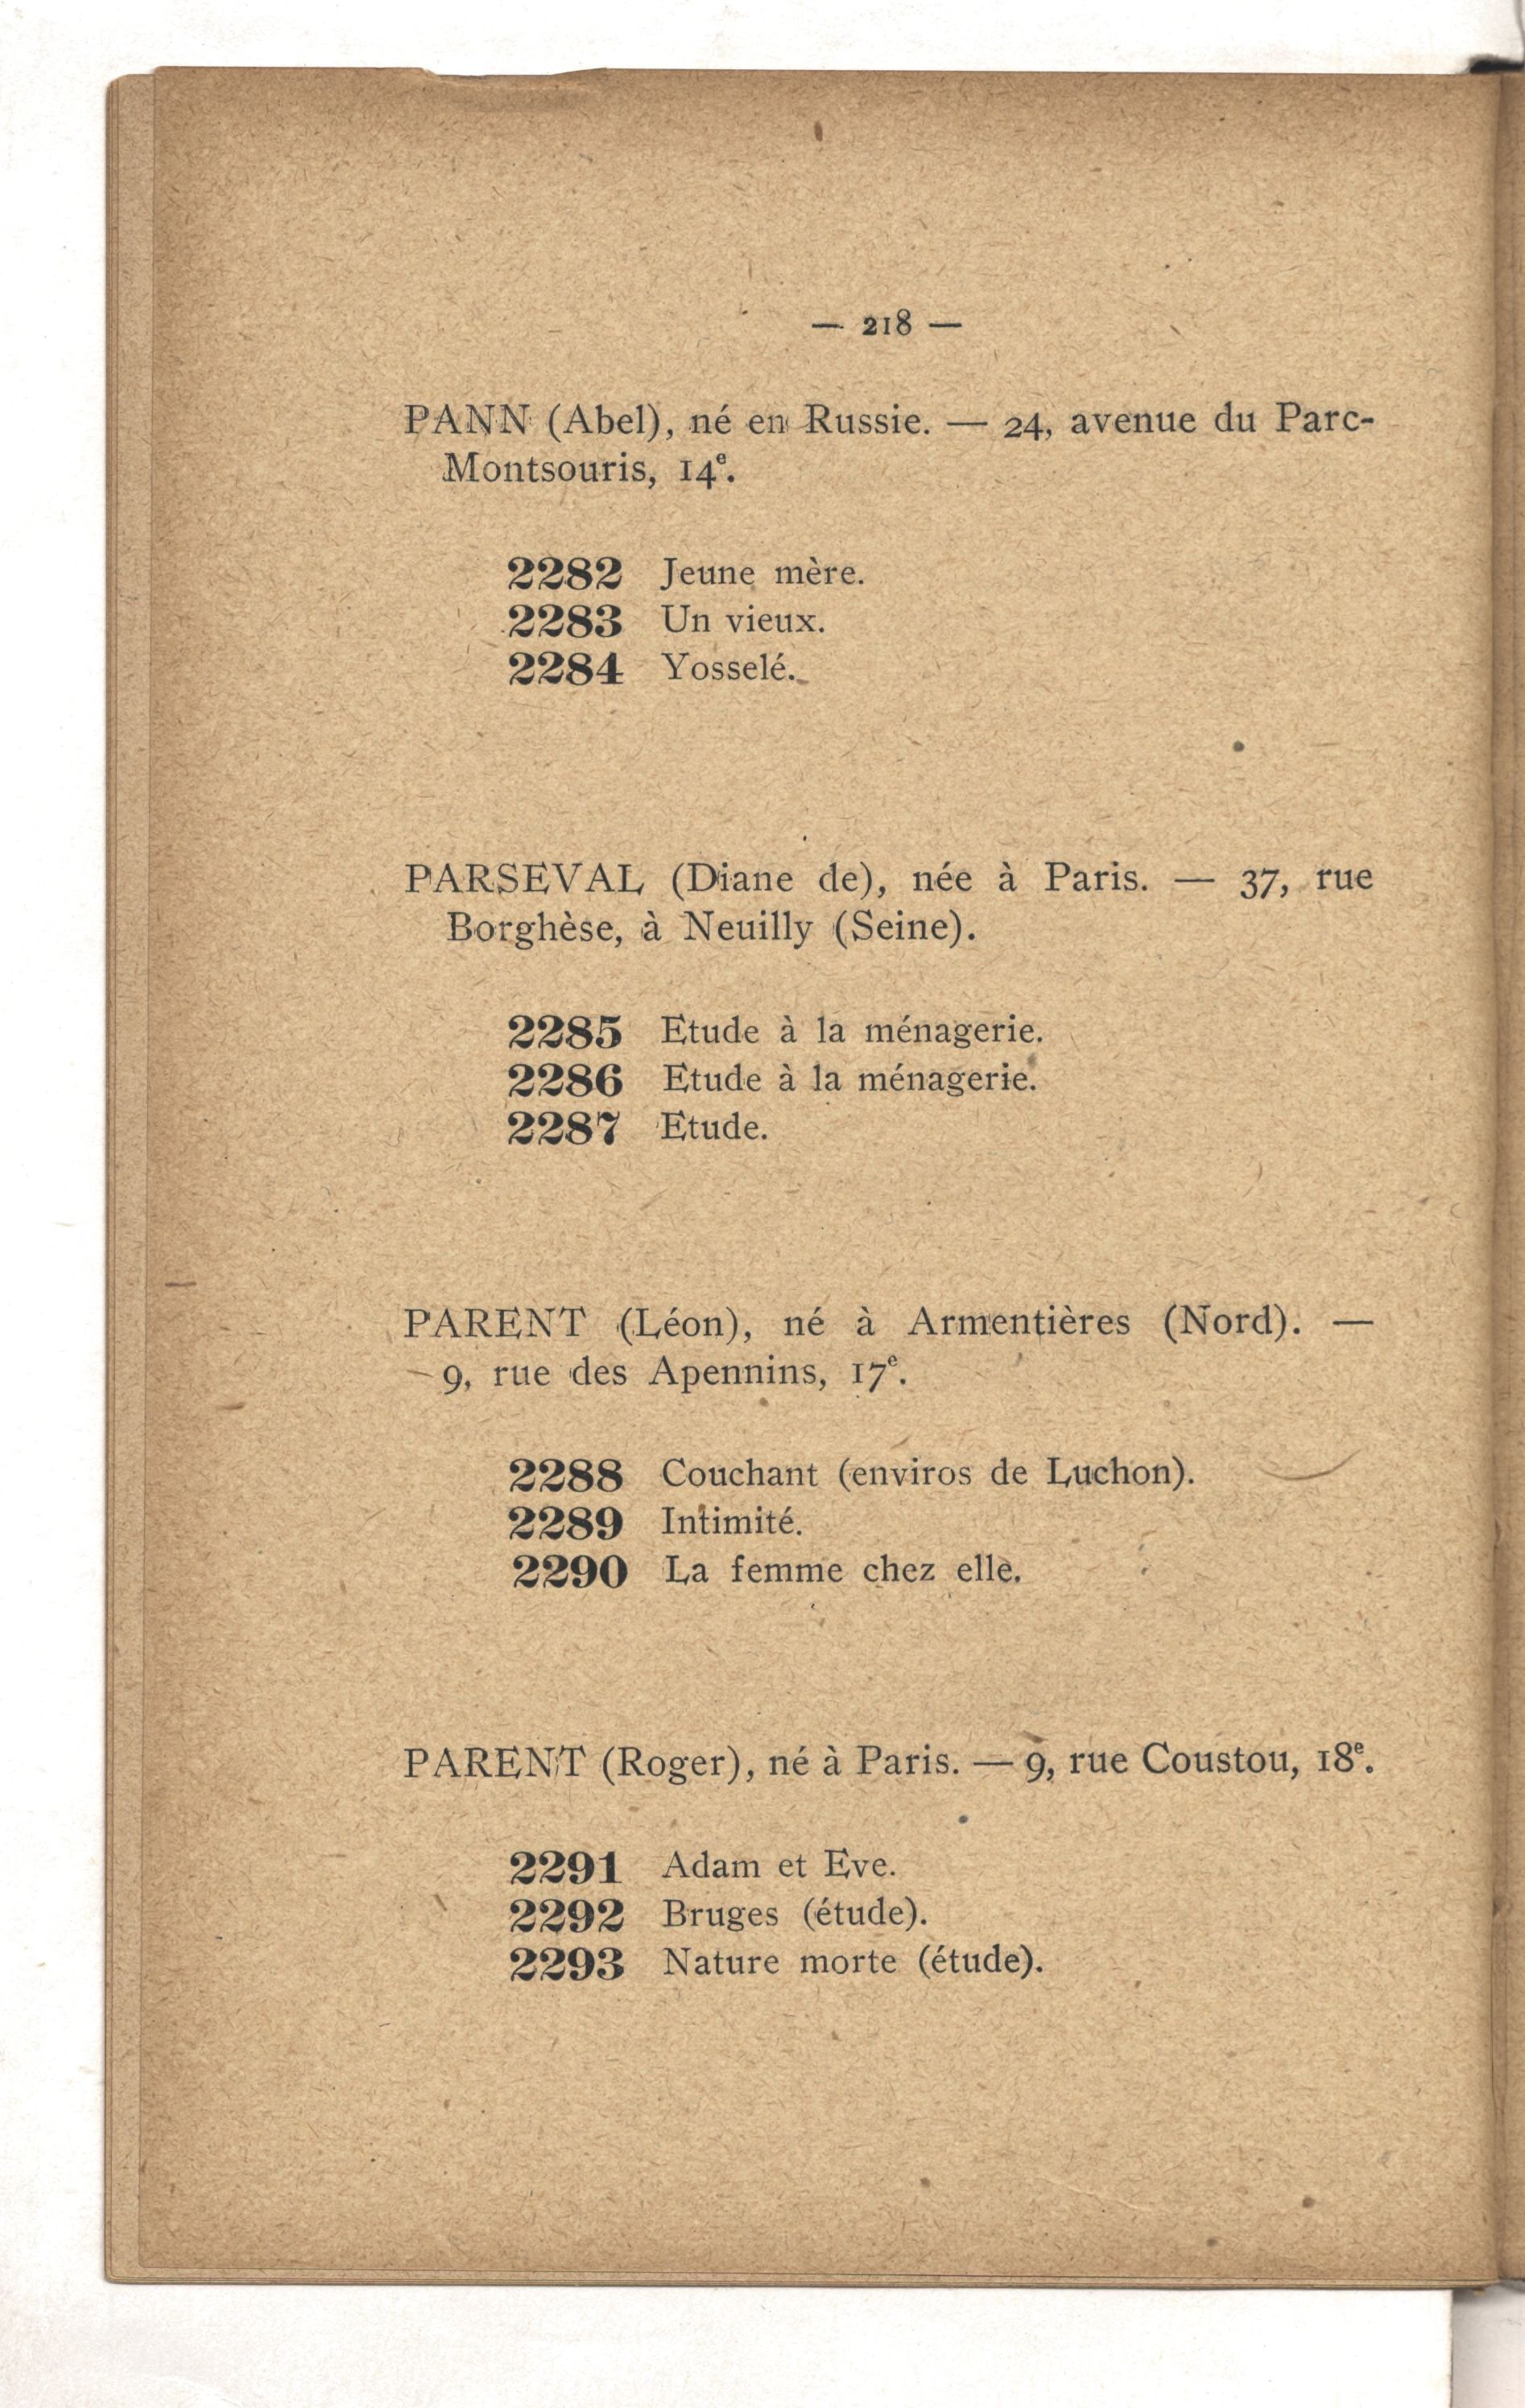 — 218 —
PANN (Abel), né en Russie. — 24, avenue du Parc-
Montsouris, 14e.
2282 Jeune mère.
2283 Un vieux.
2284 Yosselé.
PARSEVAL (Diane de), née à Paris. — 37, rue
Borghèse, à Neuilly (Seine).
2285 Etude à la ménagerie.
2286 Etude à la ménagerie.
2287 Etude.
PARENT (Léon), né à Armentières (Nord). —
9, rue des Apennins, 17e.
2288 Couchant (enviros de Luchon).
2289 Intimité.
2290 La femme chez elle.
PARENT (Roger), né à Paris. — 9, rue Coustou, 18e.
2291 Adam et Eve.
2292 Bruges (étude).
2293 Nature morte (étude).